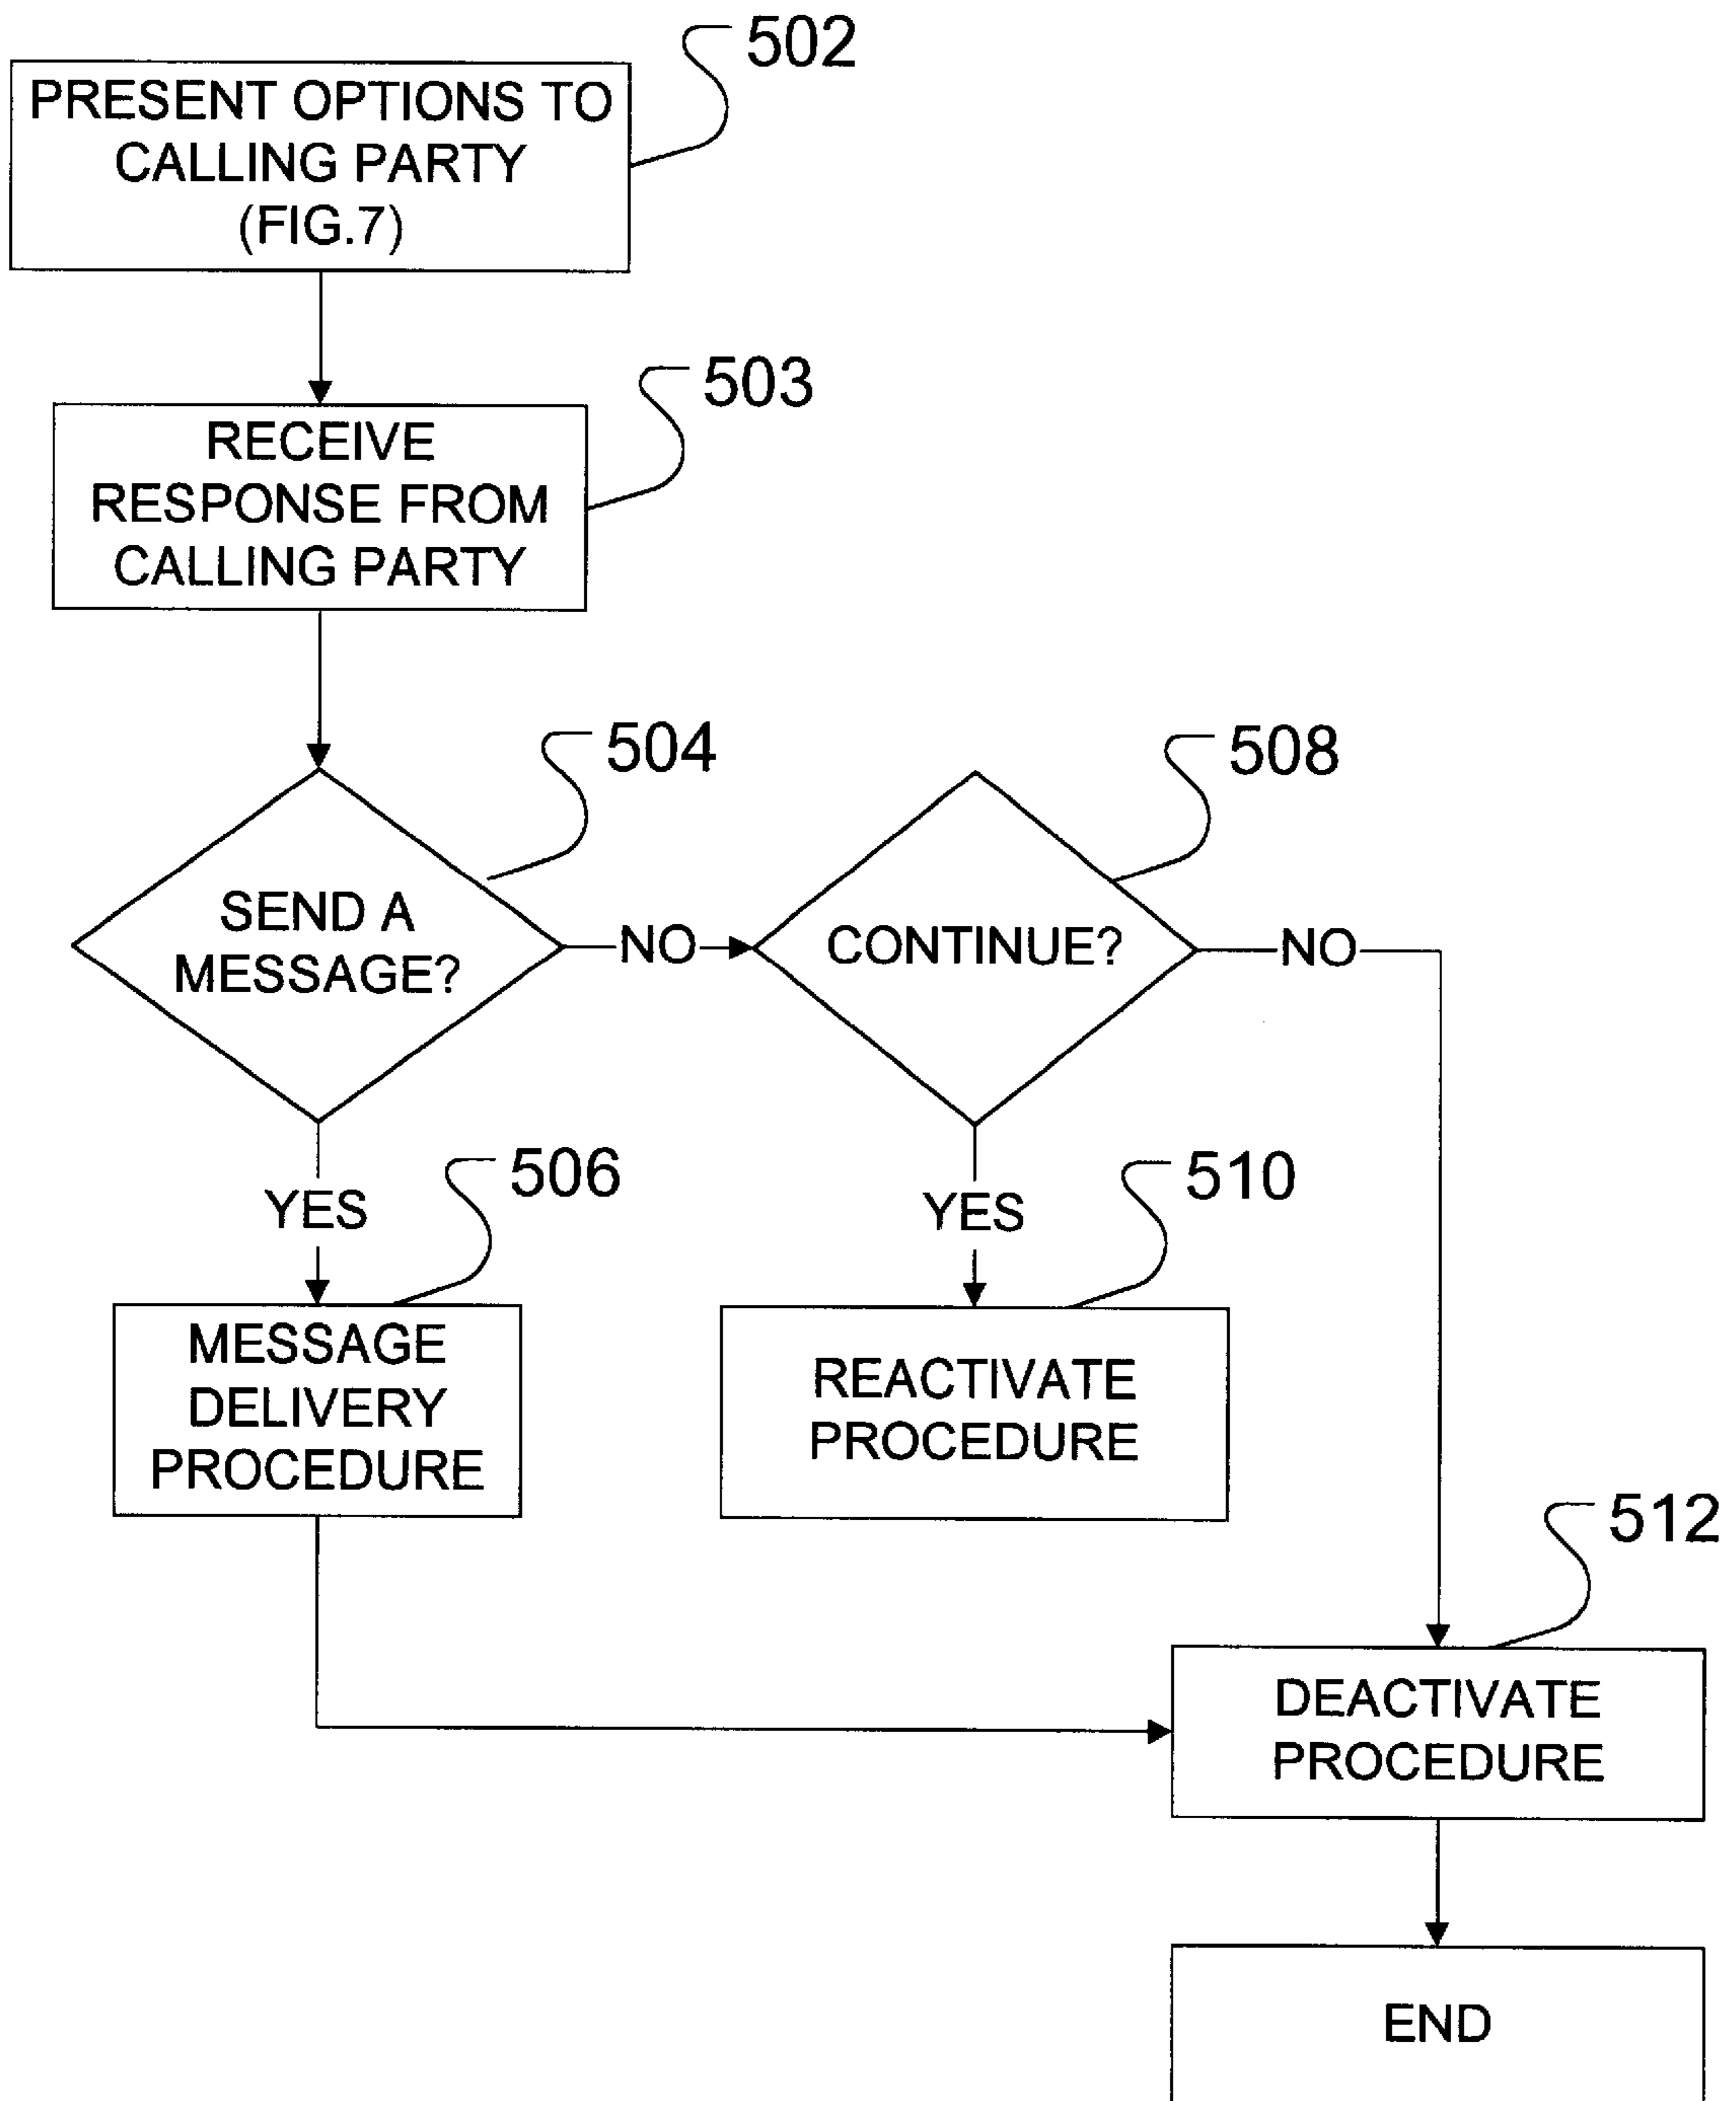 502
PRESENT OPTIONS TO
CALLING PARTY
(FIG.7)
503
RECEIVE
RESPONSE FROM
CALLING PARTY
504
SEND A
MESSAGE?
NO
508
CONTINUE?
NO
YES
506
MESSAGE
DELIVERY
PROCEDURE
YES
510
REACTIVATE
PROCEDURE
512
DEACTIVATE
PROCEDURE
END